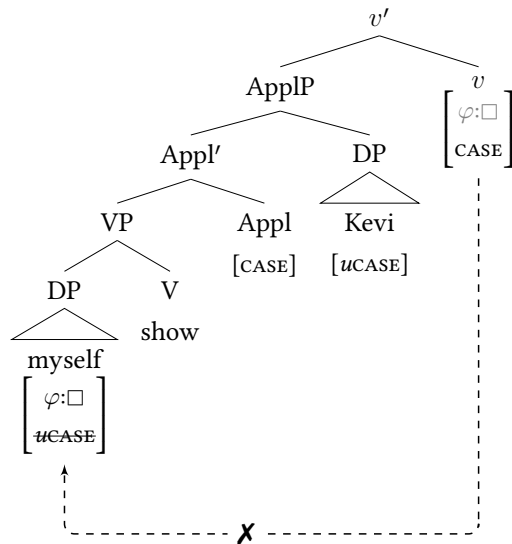 v′
ApplP v
φ:□
CASE
Appl′ DP
VP Appl Kevi
[CASE] [uCASE]
DP V
show
myself
φ:□
uCASE
✗